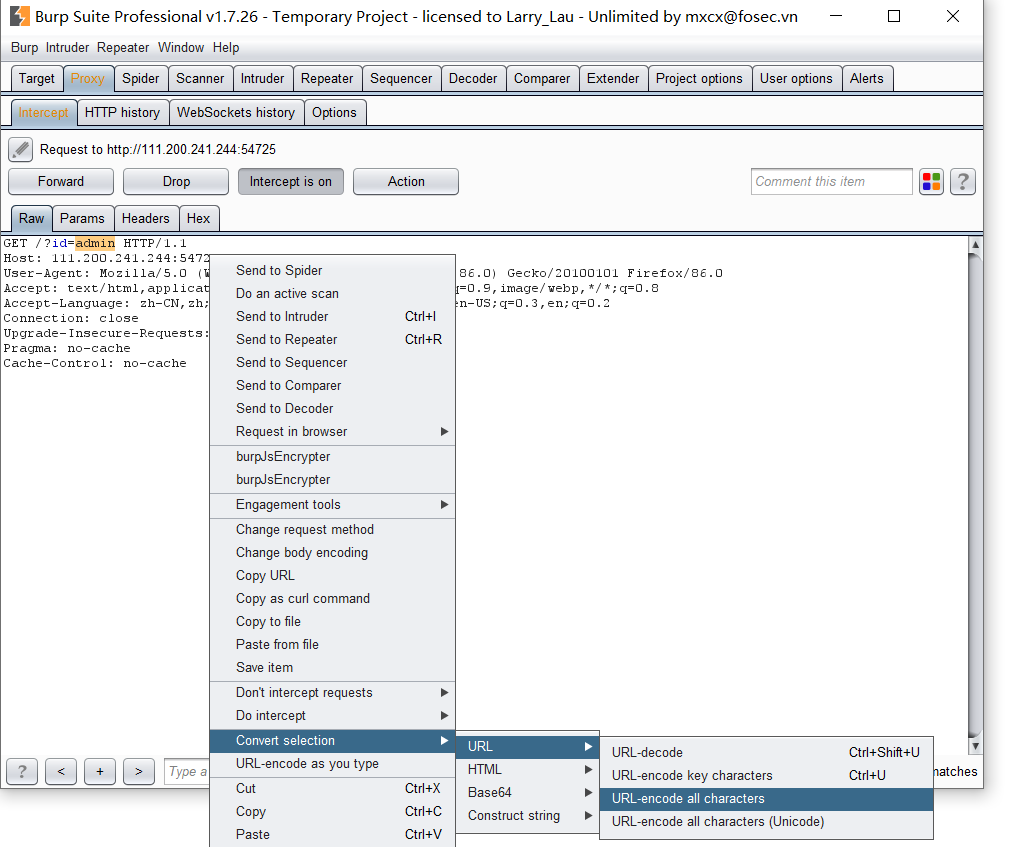 Burp Suite Professional v1.7.26 - Temporary Project - licensed to Larry_Lau - Unlimited by mxcx@fosec.vn
Burp Intruder Repeater Window Help
Target Proxy Spider Scanner Intruder Repeater Sequencer Decoder Comparer Extender Project options User options Alerts
Intercept HTTP history WebSockets history Options
Request to http://111.200.241.244:54725
Forward Drop Intercept is on Action Comment this item ?
Raw Params Headers Hex
GET /?id=admin HTTP/1.1
Host: 111.200.241.244:5472
User-Agent: Mozilla/5.0 (W 86.0) Gecko/20100101 Firefox/86.0
Accept: text/html,applicat q=0.9,image/webp,*/*;q=0.8
Accept-Language: zh-CN,zh; en-US;q=0.3,en;q=0.2
Connection: close
Upgrade-Insecure-Requests:
Pragma: no-cache
Cache-Control: no-cache
Send to Spider
Do an active scan
Send to Intruder Ctrl+I
Send to Repeater Ctrl+R
Send to Sequencer
Send to Comparer
Send to Decoder
Request in browser
burpJsEncrypter
burpJsEncrypter
Engagement tools
Change request method
Change body encoding
Copy URL
Copy as curl command
Copy to file
Paste from file
Save item
Don't intercept requests
Do intercept
Convert selection
URL-encode as you type
Cut Ctrl+X
Copy Ctrl+C
Paste Ctrl+V
URL
HTML
Base64
Construct string
URL-decode Ctrl+Shift+U
URL-encode key characters Ctrl+U
URL-encode all characters
URL-encode all characters (Unicode)
? < + > Type a matches